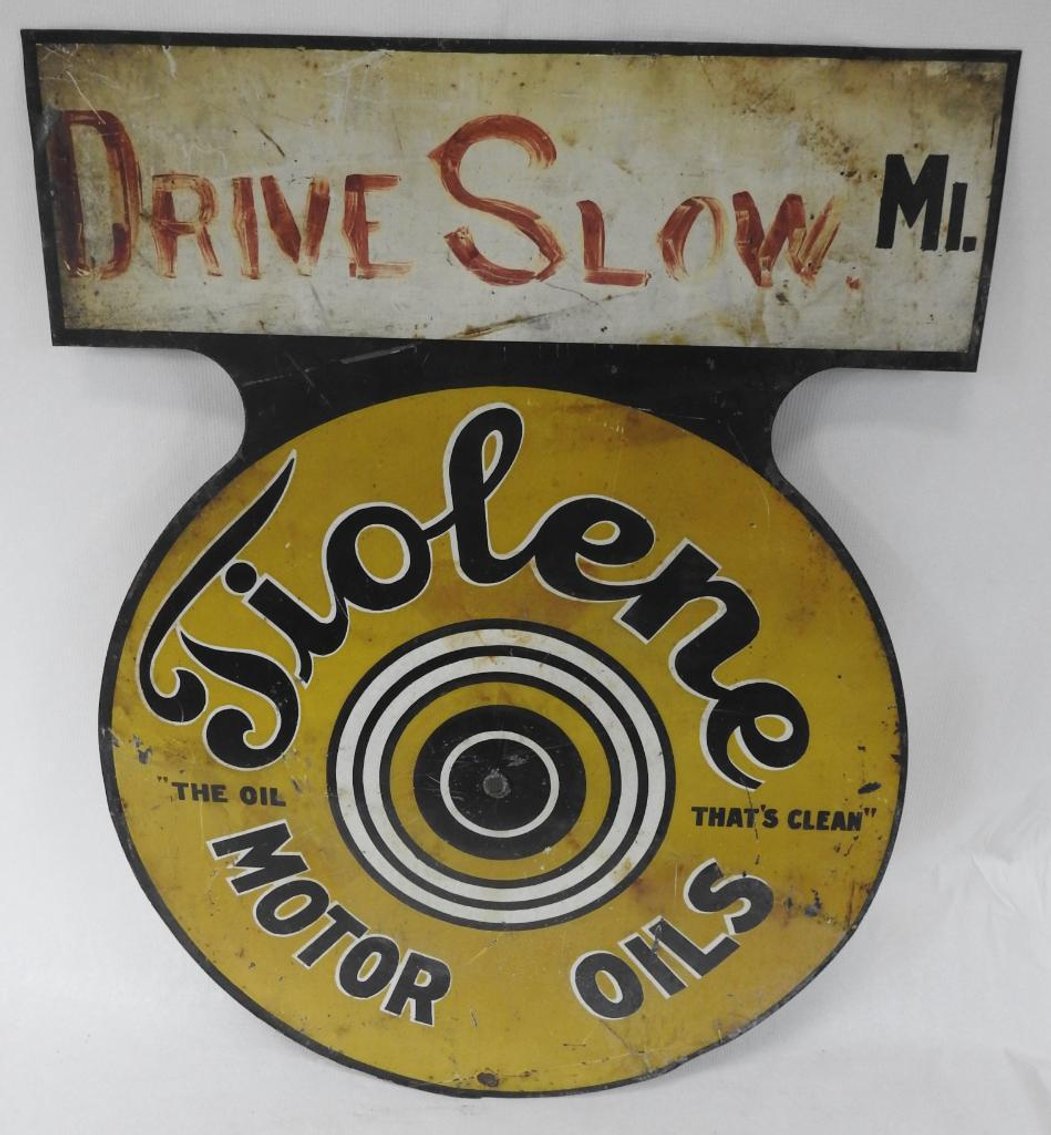 DRIVE SLOW. MI.
Tiolene
"THE OIL THAT'S CLEAN"
MOTOR OILS